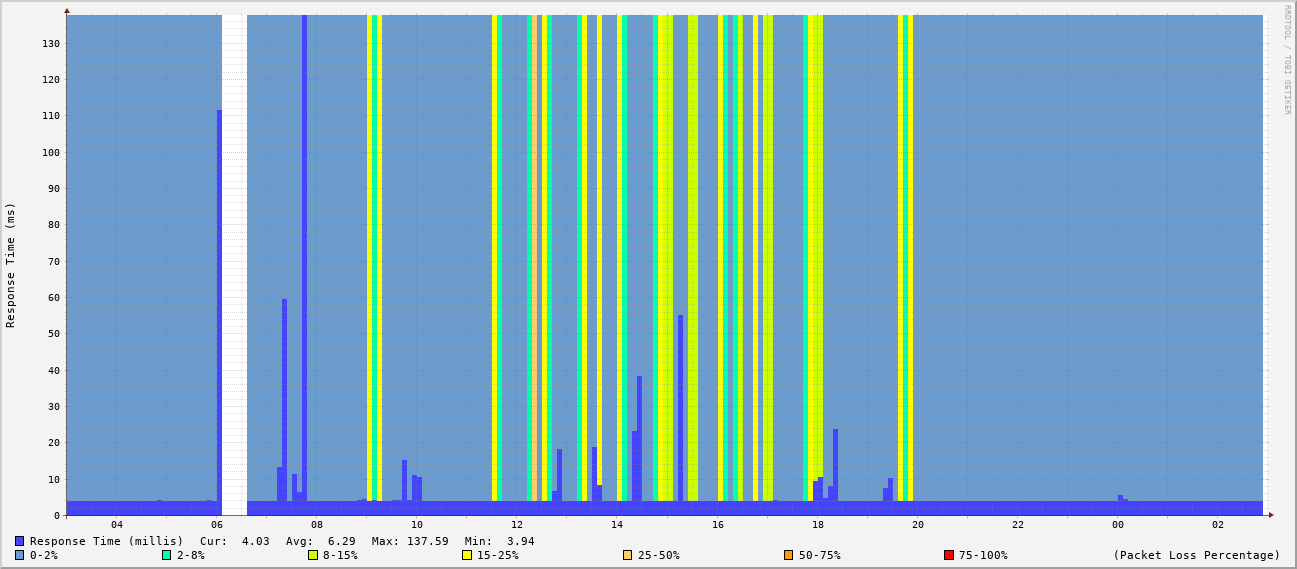 RRDTOOL / TOBI OETIKER
Response Time (ms)
130
120
110
100
90
80
70
60
50
40
30
20
10
0
04 06 08 10 12 14 16 18 20 22 00 02
Response Time (millis) Cur: 4.03 Avg: 6.29 Max: 137.59 Min: 3.94
0-2% 2-8% 8-15% 15-25% 25-50% 50-75% 75-100% (Packet Loss Percentage)